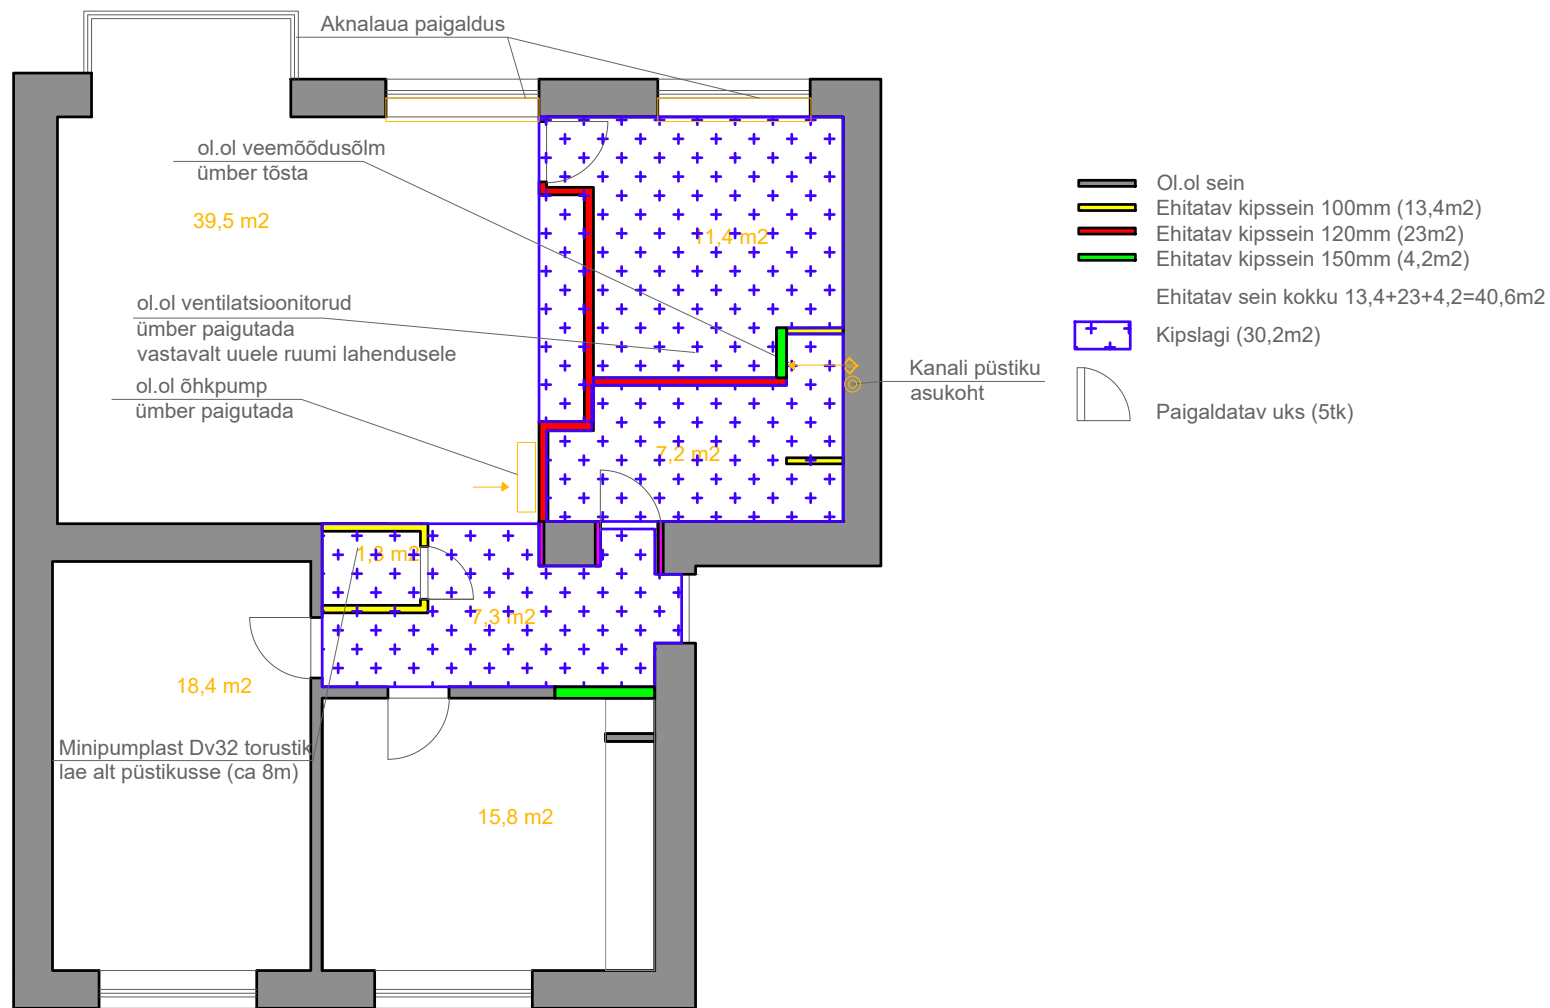 Aknalaua paigaldus
ol.ol veemõõdusõlm
ümber tõsta
39,5 m2
11,4 m2
ol.ol ventilatsioonitorud
ümber paigutada
vastavalt uuele ruumi lahendusele
ol.ol õhkpump
ümber paigutada
7,2 m2
Kanali püstiku
asukoht
1,3 m2
7,3 m2
18,4 m2
Minipumplast Dv32 torustik
lae alt püstikusse (ca 8m)
15,8 m2
Ol.ol sein
Ehitatav kipssein 100mm (13,4m2)
Ehitatav kipssein 120mm (23m2)
Ehitatav kipssein 150mm (4,2m2)
Ehitatav sein kokku 13,4+23+4,2=40,6m2
Kipslagi (30,2m2)
Paigaldatav uks (5tk)